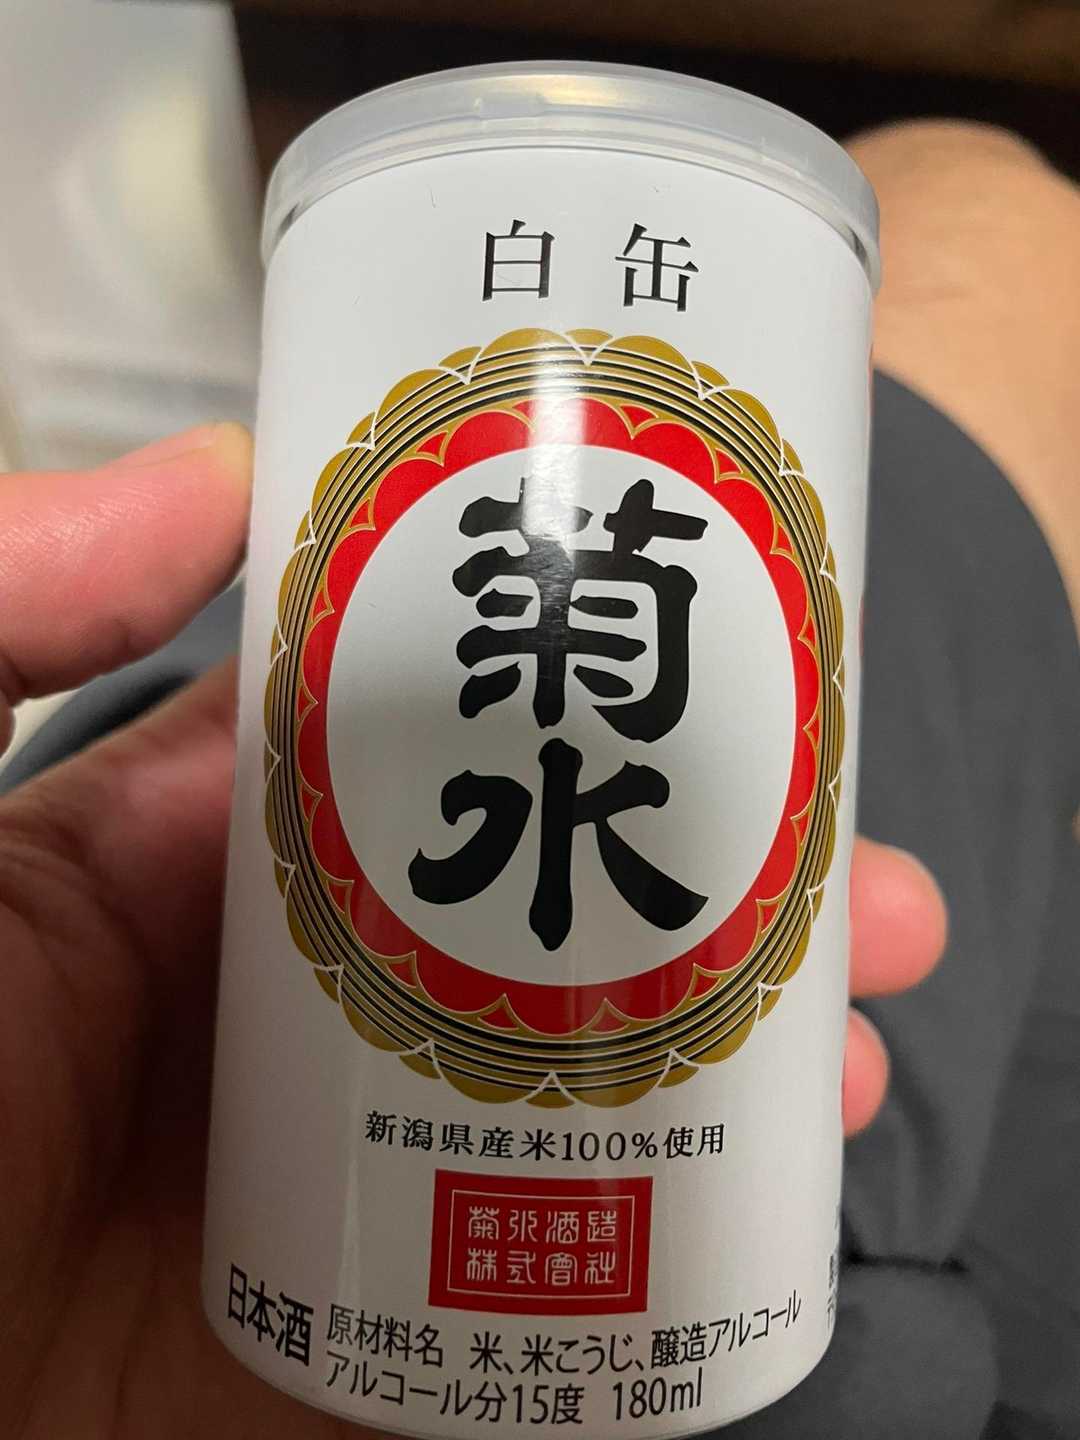 白缶
菊水
新潟県産米100%使用
菊水酒造
株式會社
日本酒
原材料名 米、米こうじ、醸造アルコール
アルコール分15度 180ml